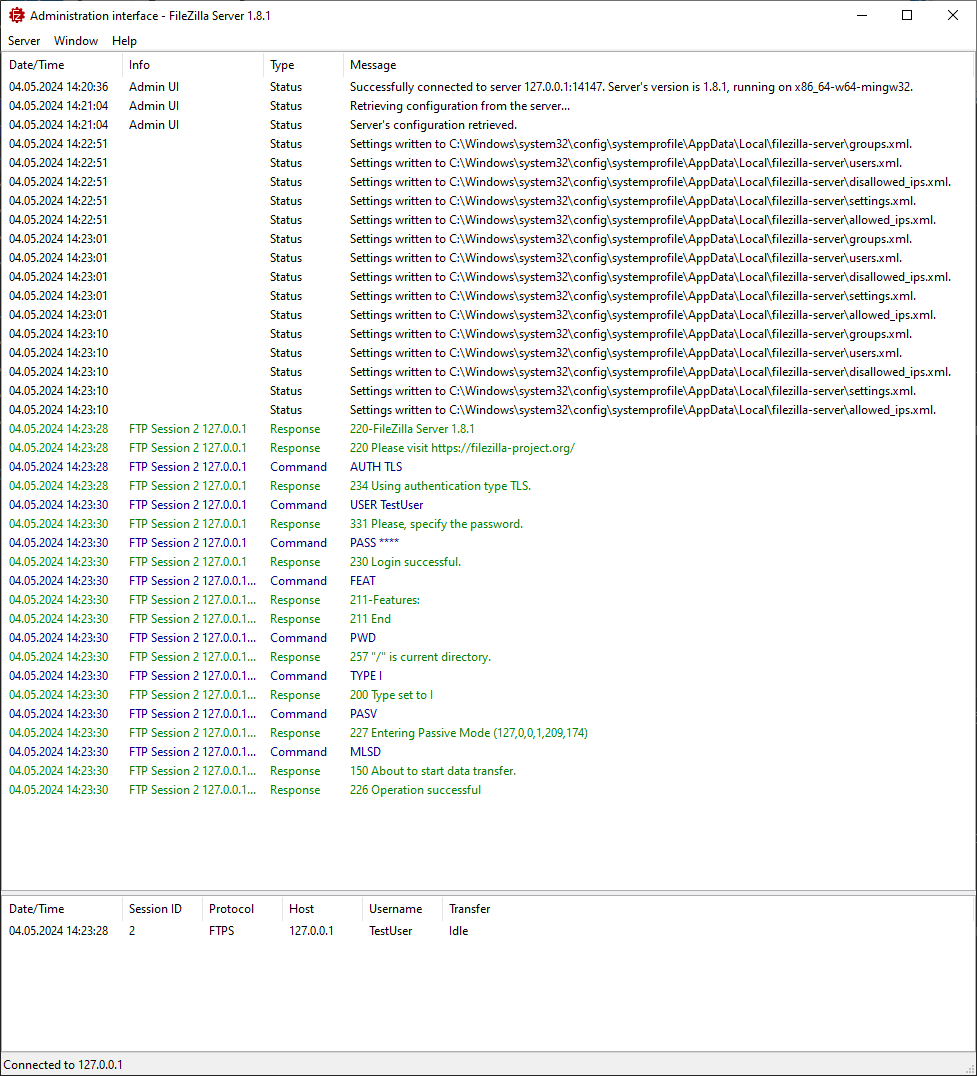 Administration interface - FileZilla Server 1.8.1
Server Window Help
Date/Time Info Type Message
04.05.2024 14:20:36 Admin UI Status Successfully connected to server 127.0.0.1:14147. Server's version is 1.8.1, running on x86_64-w64-mingw32.
04.05.2024 14:21:04 Admin UI Status Retrieving configuration from the server...
04.05.2024 14:21:04 Admin UI Status Server's configuration retrieved.
04.05.2024 14:22:51 Status Settings written to C:\Windows\system32\config\systemprofile\AppData\Local\filezilla-server\groups.xml.
04.05.2024 14:22:51 Status Settings written to C:\Windows\system32\config\systemprofile\AppData\Local\filezilla-server\users.xml.
04.05.2024 14:22:51 Status Settings written to C:\Windows\system32\config\systemprofile\AppData\Local\filezilla-server\disallowed_ips.xml.
04.05.2024 14:22:51 Status Settings written to C:\Windows\system32\config\systemprofile\AppData\Local\filezilla-server\settings.xml.
04.05.2024 14:22:51 Status Settings written to C:\Windows\system32\config\systemprofile\AppData\Local\filezilla-server\allowed_ips.xml.
04.05.2024 14:23:01 Status Settings written to C:\Windows\system32\config\systemprofile\AppData\Local\filezilla-server\groups.xml.
04.05.2024 14:23:01 Status Settings written to C:\Windows\system32\config\systemprofile\AppData\Local\filezilla-server\users.xml.
04.05.2024 14:23:01 Status Settings written to C:\Windows\system32\config\systemprofile\AppData\Local\filezilla-server\disallowed_ips.xml.
04.05.2024 14:23:01 Status Settings written to C:\Windows\system32\config\systemprofile\AppData\Local\filezilla-server\settings.xml.
04.05.2024 14:23:01 Status Settings written to C:\Windows\system32\config\systemprofile\AppData\Local\filezilla-server\allowed_ips.xml.
04.05.2024 14:23:10 Status Settings written to C:\Windows\system32\config\systemprofile\AppData\Local\filezilla-server\groups.xml.
04.05.2024 14:23:10 Status Settings written to C:\Windows\system32\config\systemprofile\AppData\Local\filezilla-server\users.xml.
04.05.2024 14:23:10 Status Settings written to C:\Windows\system32\config\systemprofile\AppData\Local\filezilla-server\disallowed_ips.xml.
04.05.2024 14:23:10 Status Settings written to C:\Windows\system32\config\systemprofile\AppData\Local\filezilla-server\settings.xml.
04.05.2024 14:23:10 Status Settings written to C:\Windows\system32\config\systemprofile\AppData\Local\filezilla-server\allowed_ips.xml.
04.05.2024 14:23:28 FTP Session 2 127.0.0.1 Response 220-FileZilla Server 1.8.1
04.05.2024 14:23:28 FTP Session 2 127.0.0.1 Response 220 Please visit https://filezilla-project.org/
04.05.2024 14:23:28 FTP Session 2 127.0.0.1 Command AUTH TLS
04.05.2024 14:23:28 FTP Session 2 127.0.0.1 Response 234 Using authentication type TLS.
04.05.2024 14:23:30 FTP Session 2 127.0.0.1 Command USER TestUser
04.05.2024 14:23:30 FTP Session 2 127.0.0.1 Response 331 Please, specify the password.
04.05.2024 14:23:30 FTP Session 2 127.0.0.1 Command PASS ****
04.05.2024 14:23:30 FTP Session 2 127.0.0.1 Response 230 Login successful.
04.05.2024 14:23:30 FTP Session 2 127.0.0.1... Command FEAT
04.05.2024 14:23:30 FTP Session 2 127.0.0.1... Response 211-Features:
04.05.2024 14:23:30 FTP Session 2 127.0.0.1... Response 211 End
04.05.2024 14:23:30 FTP Session 2 127.0.0.1... Command PWD
04.05.2024 14:23:30 FTP Session 2 127.0.0.1... Response 257 "/" is current directory.
04.05.2024 14:23:30 FTP Session 2 127.0.0.1... Command TYPE I
04.05.2024 14:23:30 FTP Session 2 127.0.0.1... Response 200 Type set to I
04.05.2024 14:23:30 FTP Session 2 127.0.0.1... Command PASV
04.05.2024 14:23:30 FTP Session 2 127.0.0.1... Response 227 Entering Passive Mode (127,0,0,1,209,174)
04.05.2024 14:23:30 FTP Session 2 127.0.0.1... Command MLSD
04.05.2024 14:23:30 FTP Session 2 127.0.0.1... Response 150 About to start data transfer.
04.05.2024 14:23:30 FTP Session 2 127.0.0.1... Response 226 Operation successful
Date/Time Session ID Protocol Host Username Transfer
04.05.2024 14:23:28 2 FTPS 127.0.0.1 TestUser Idle
Connected to 127.0.0.1